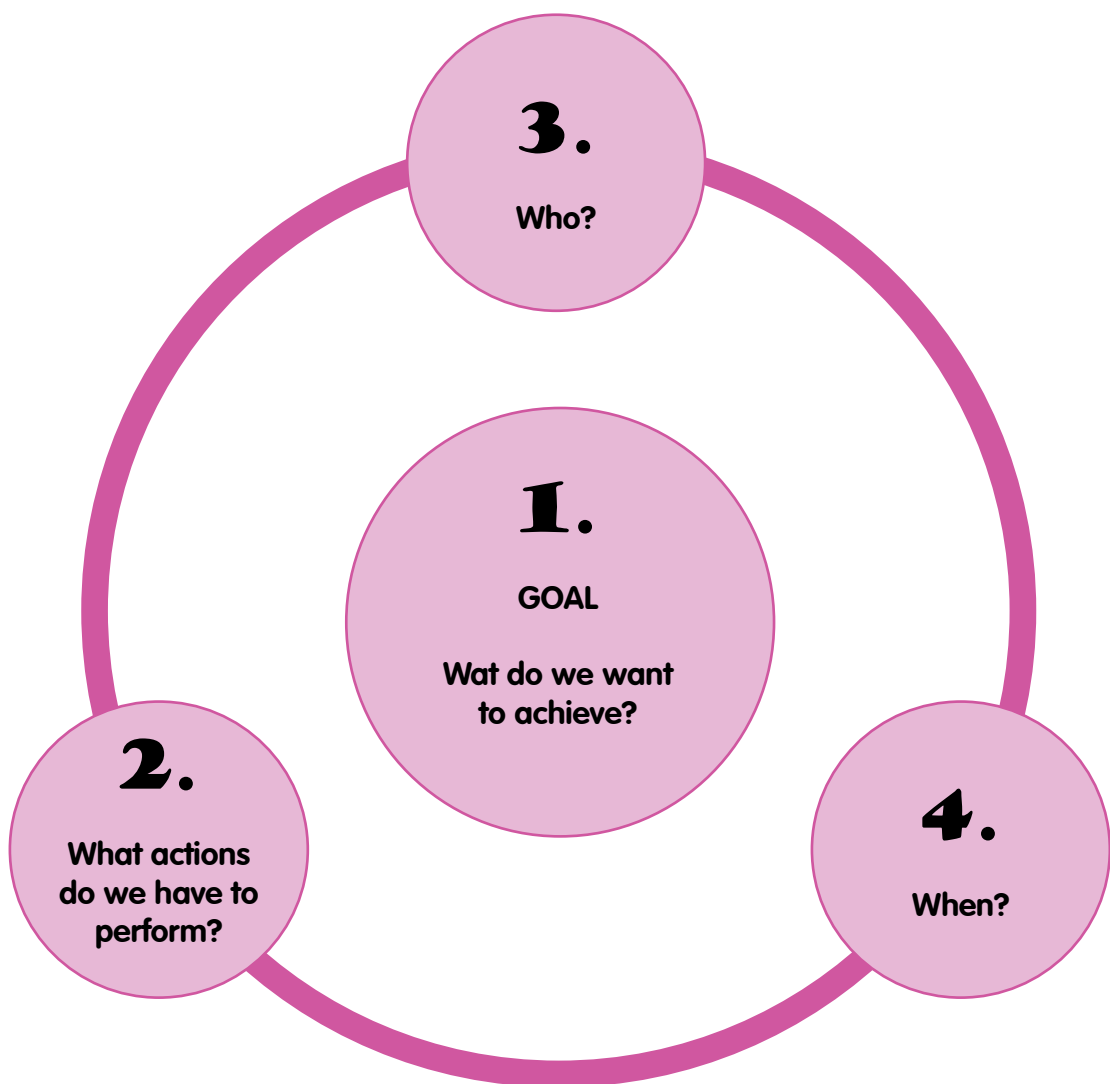 3.
Who?
1.
GOAL
Wat do we want
to achieve?
2.
What actions
do we have to
perform?
4.
When?